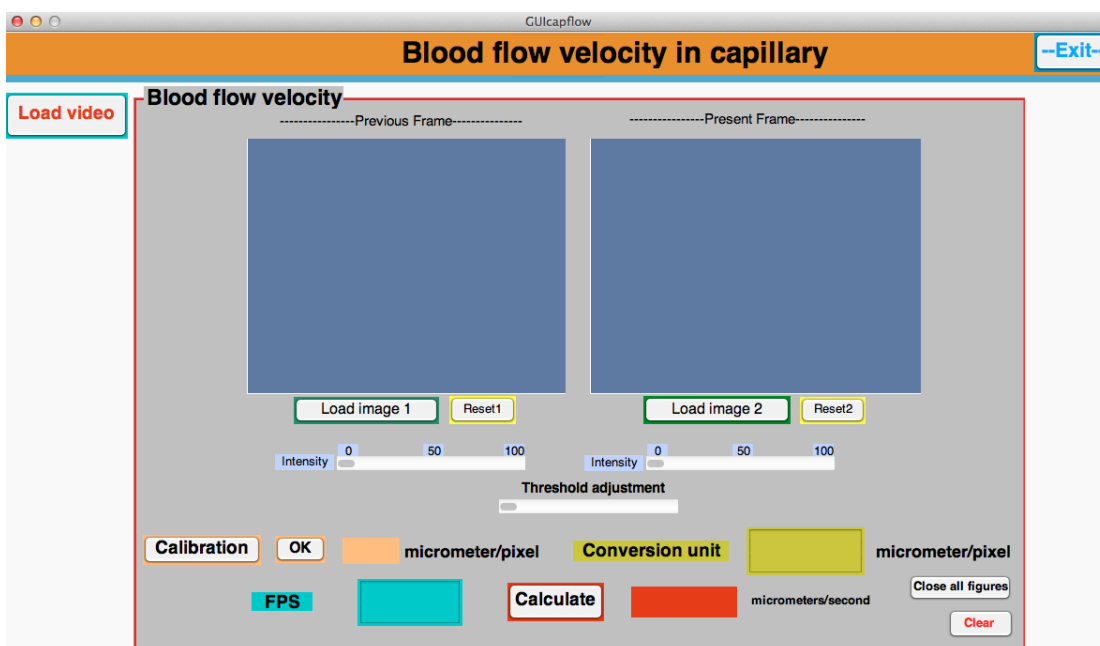 GUIcapflow
Blood flow velocity in capillary
--Exit--
Load video
Blood flow velocity
----------------Previous Frame---------------
----------------Present Frame---------------
Load image 1
Reset1
Load image 2
Reset2
0 50 100
Intensity
0 50 100
Intensity
Threshold adjustment
Calibration OK micrometer/pixel Conversion unit micrometer/pixel
FPS Calculate micrometers/second
Close all figures
Clear